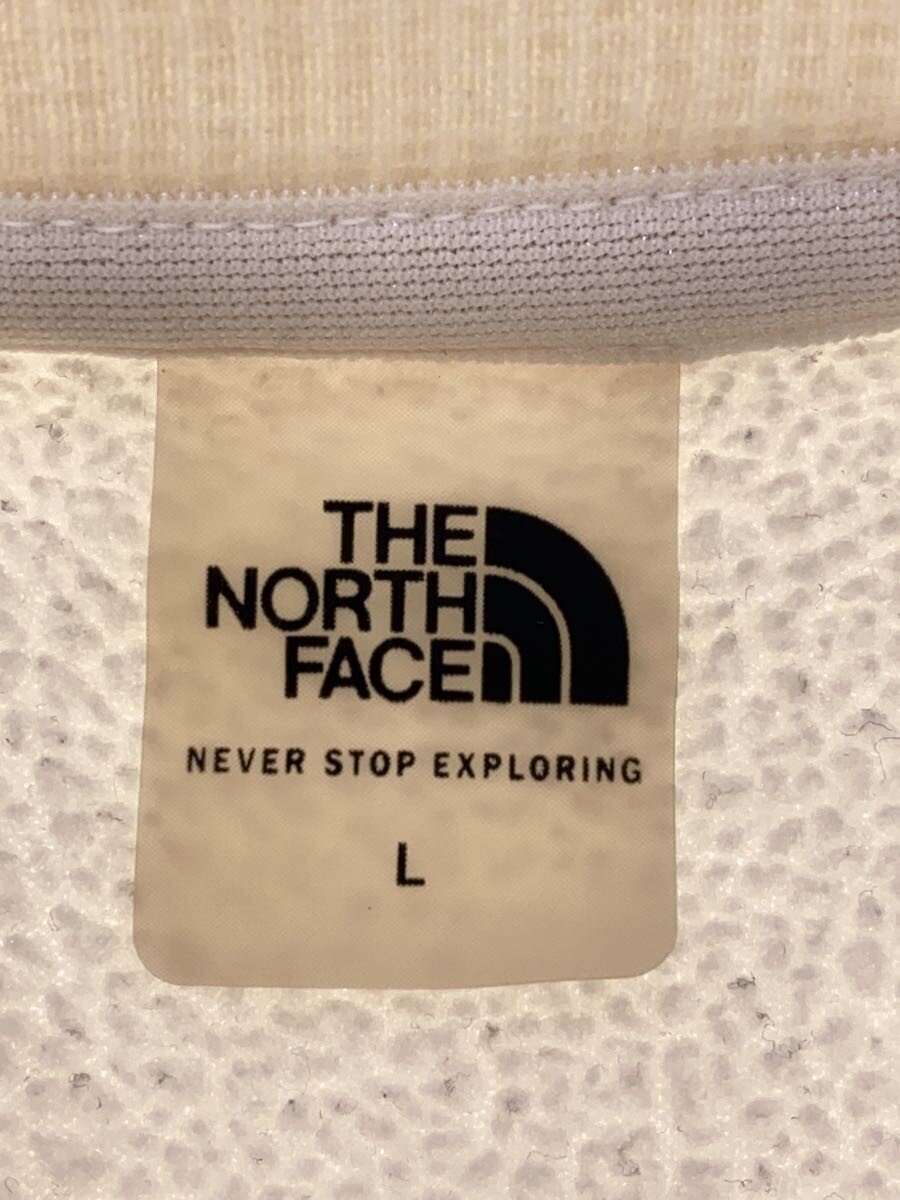 THE
NORTH
FACE
NEVER STOP EXPLORING
L